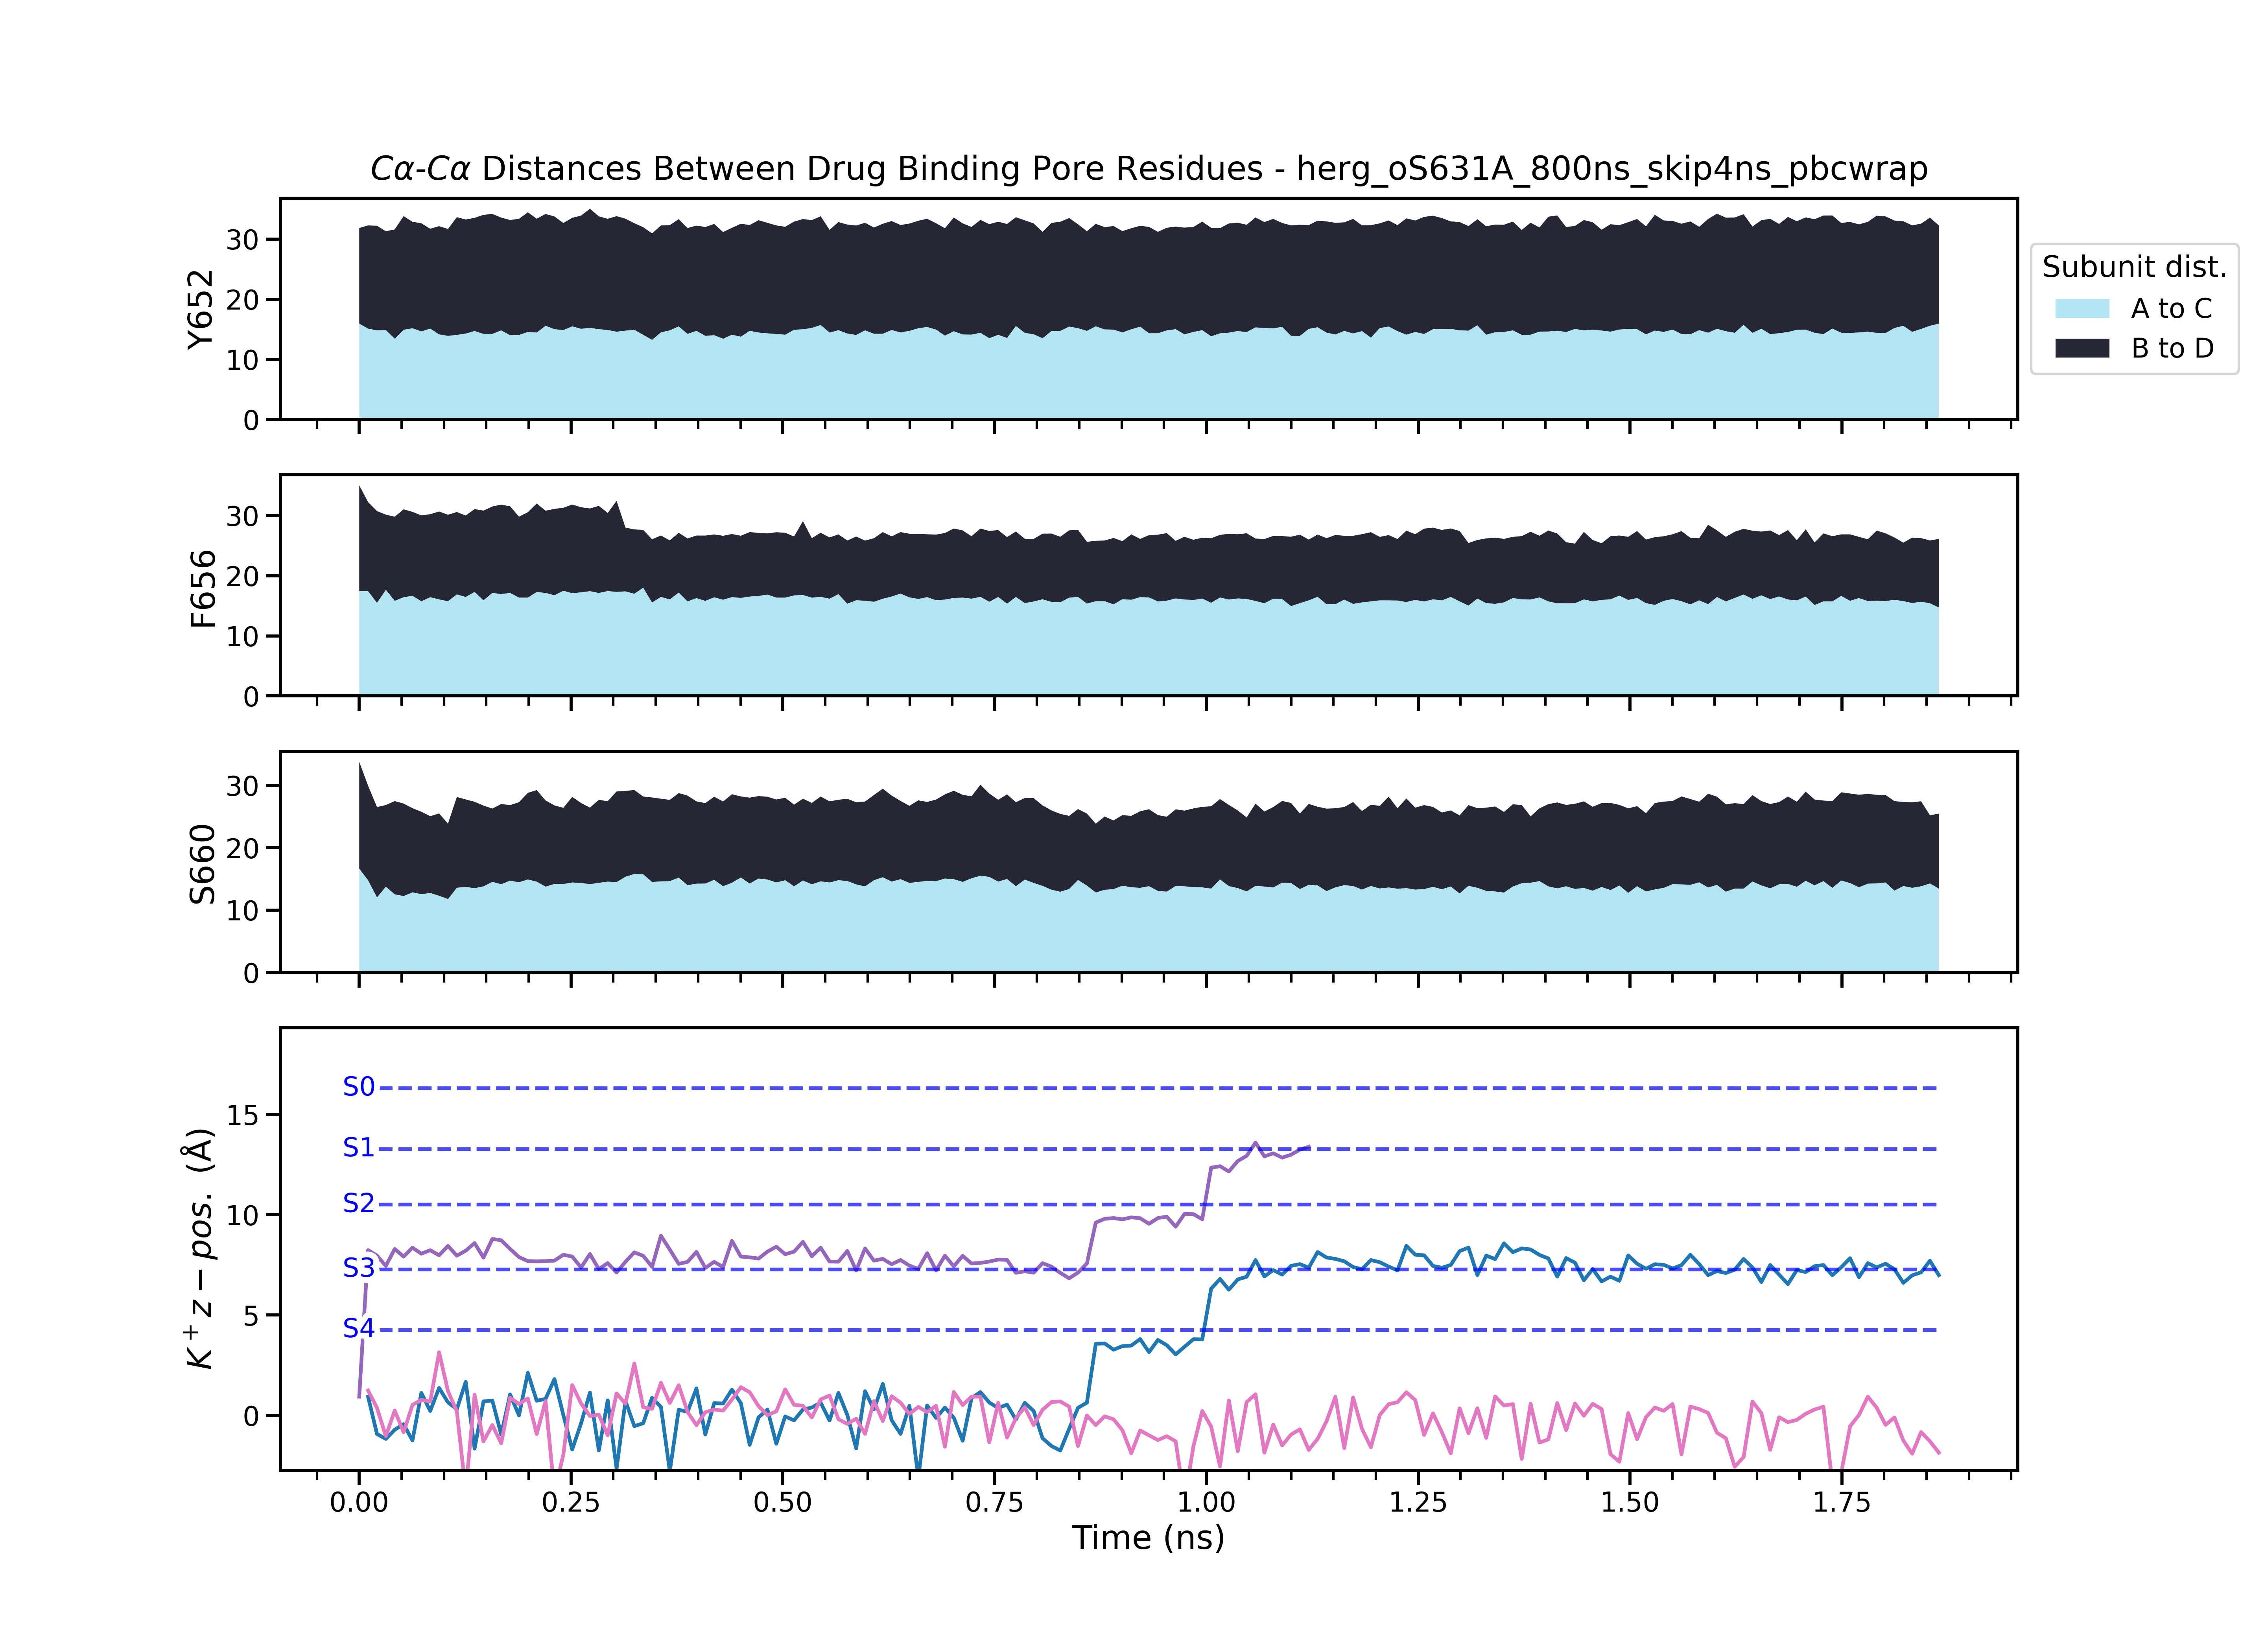 Cα-Cα Distances Between Drug Binding Pore Residues - herg_oS631A_800ns_skip4ns_pbcwrap
Y652
30
20
10
0
Subunit dist.
A to C
B to D
F656
30
20
10
0
S660
30
20
10
0
K⁺ z − pos. (Å)
15
10
5
0
S0
S1
S2
S3
S4
0.00 0.25 0.50 0.75 1.00 1.25 1.50 1.75
Time (ns)